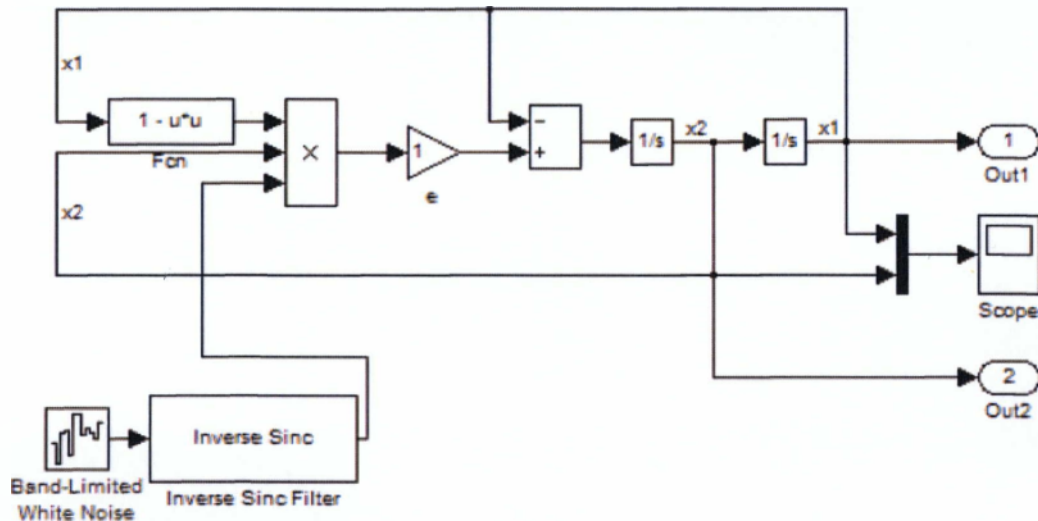 x1
1 - u*u
Fcn
x2
×
1
e
−
+
1/s
x2
1/s
x1
1
Out1
Scope
2
Out2
Inverse Sinc
Band-Limited
White Noise
Inverse Sinc Filter